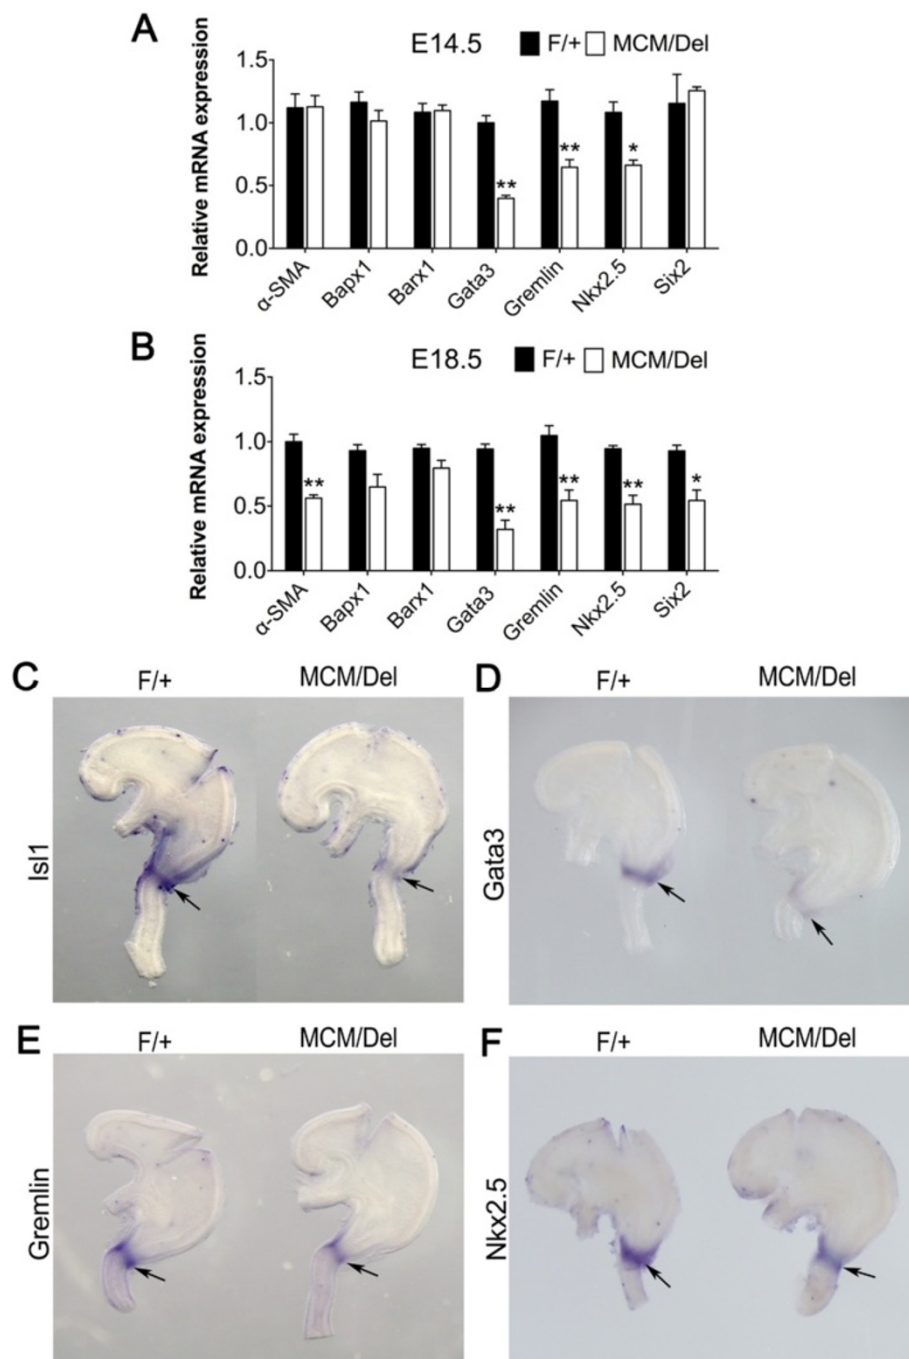 A
E14.5 F/+ MCM/Del
Relative mRNA expression
1.5
1.0
0.5
0.0
**
**
*
α-SMA Bapx1 Barx1 Gata3 Gremlin Nkx2.5 Six2
B
E18.5 F/+ MCM/Del
Relative mRNA expression
1.5
1.0
0.5
0.0
**
**
**
**
*
α-SMA Bapx1 Barx1 Gata3 Gremlin Nkx2.5 Six2
C F/+ MCM/Del
Isl1
D F/+ MCM/Del
Gata3
E F/+ MCM/Del
Gremlin
F F/+ MCM/Del
Nkx2.5